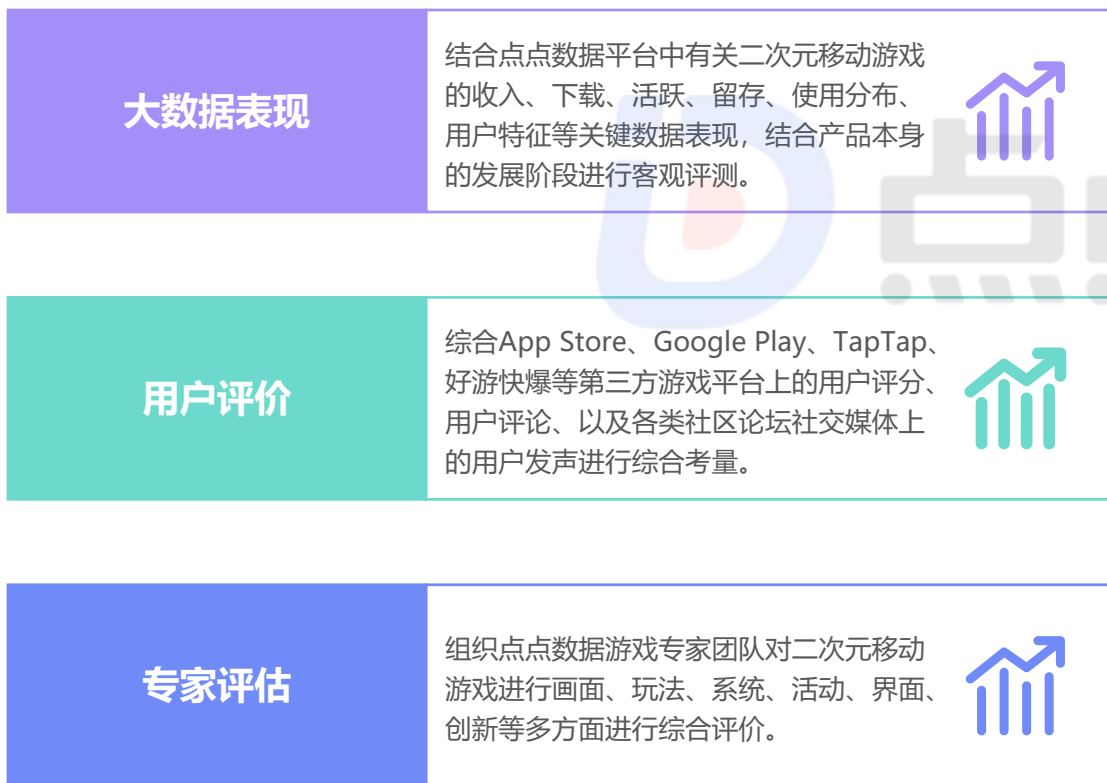 大数据表现
结合点点数据平台中有关二次元移动游戏
的收入、下载、活跃、留存、使用分布、
用户特征等关键数据表现，结合产品本身
的发展阶段进行客观评测。
点
用户评价
综合App Store、Google Play、TapTap、
好游快爆等第三方游戏平台上的用户评分、
用户评论、以及各类社区论坛社交媒体上
的用户发声进行综合考量。
专家评估
组织点点数据游戏专家团队对二次元移动
游戏进行画面、玩法、系统、活动、界面、
创新等多方面进行综合评价。